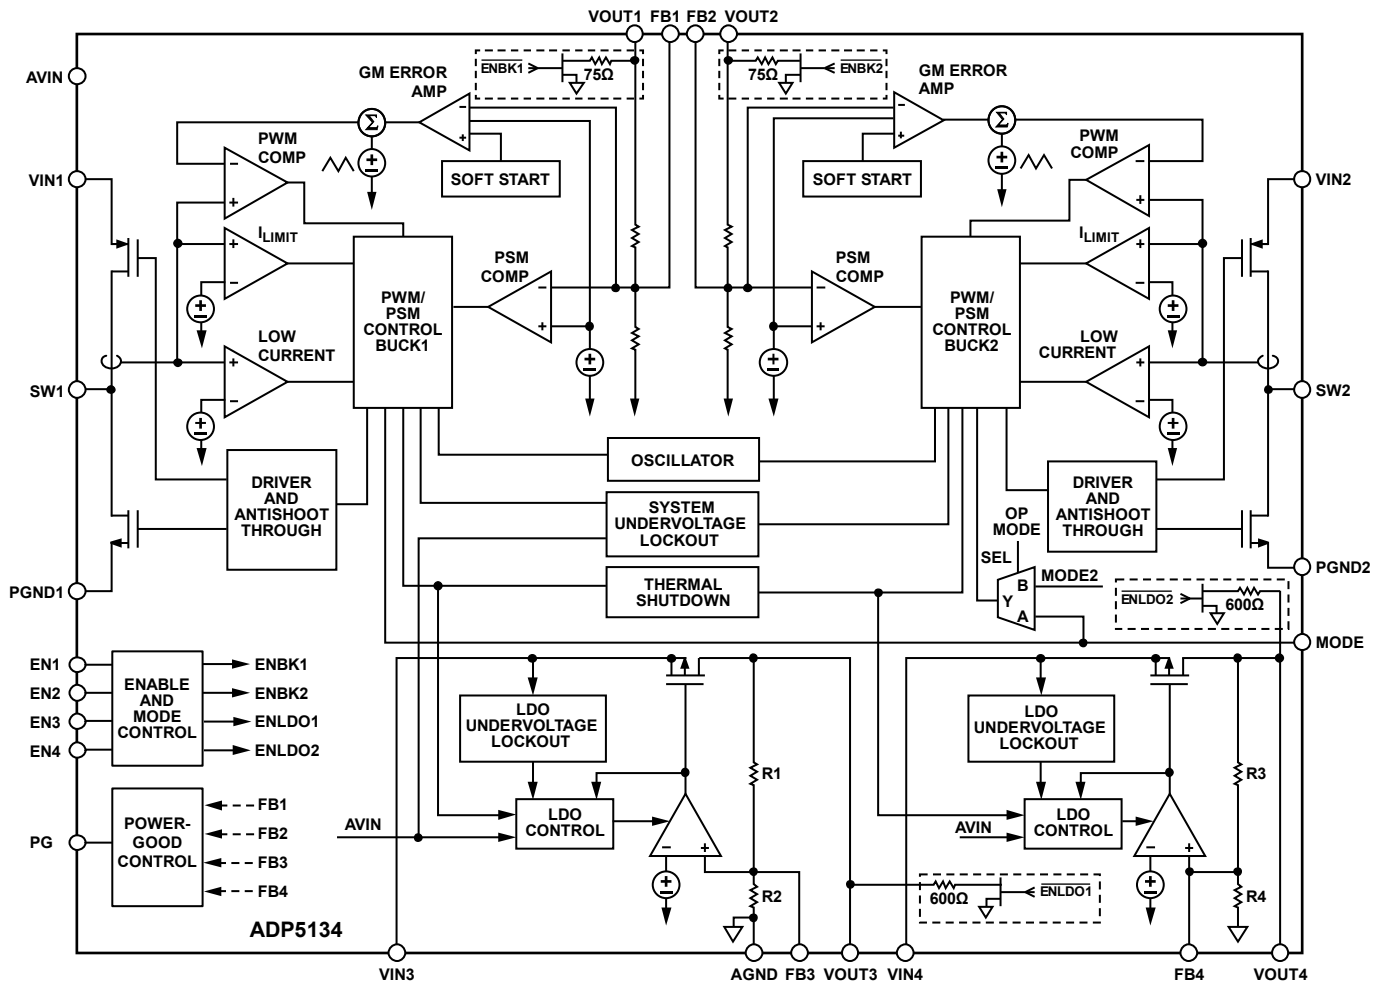 VOUT1 FB1 FB2 VOUT2
AVIN
GM ERROR
AMP
ENBK1
75Ω
75Ω
ENBK2
GM ERROR
AMP
Σ
Σ
PWM
COMP
PWM
COMP
VIN1
SOFT START
SOFT START
VIN2
ILIMIT
ILIMIT
PSM
COMP
PSM
COMP
PWM/
PSM
CONTROL
BUCK1
PWM/
PSM
CONTROL
BUCK2
LOW
CURRENT
LOW
CURRENT
SW1
SW2
OSCILLATOR
DRIVER
AND
ANTISHOOT
THROUGH
DRIVER
AND
ANTISHOOT
THROUGH
SYSTEM
UNDERVOLTAGE
LOCKOUT
OP
MODE
SEL
B
Y
A
MODE2
THERMAL
SHUTDOWN
PGND1
PGND2
ENLDO2
600Ω
MODE
EN1
EN2
EN3
EN4
ENABLE
AND
MODE
CONTROL
ENBK1
ENBK2
ENLDO1
ENLDO2
LDO
UNDERVOLTAGE
LOCKOUT
LDO
UNDERVOLTAGE
LOCKOUT
R1
R3
PG
POWER-
GOOD
CONTROL
FB1
FB2
FB3
FB4
AVIN
LDO
CONTROL
AVIN
LDO
CONTROL
R2
600Ω
ENLDO1
R4
ADP5134
VIN3
AGND FB3 VOUT3 VIN4
FB4
VOUT4